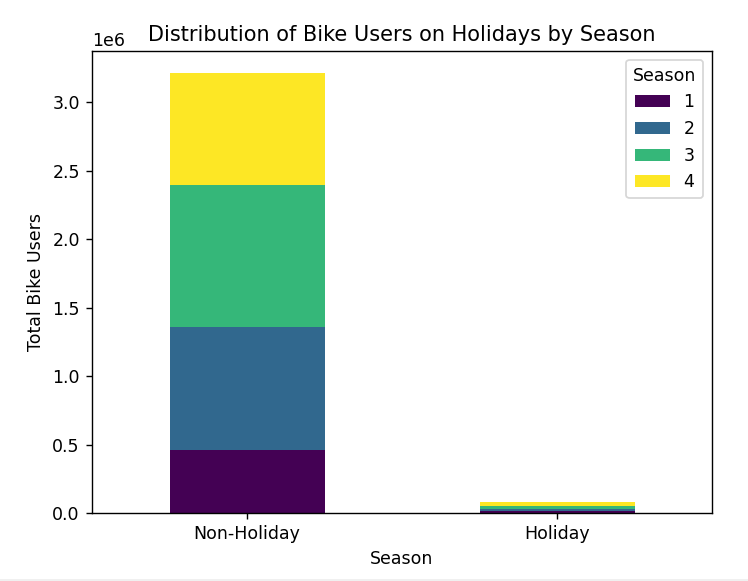 Distribution of Bike Users on Holidays by Season
1e6
3.0
2.5
2.0
1.5
1.0
0.5
0.0
Total Bike Users
Season
1
2
3
4
Non-Holiday
Holiday
Season